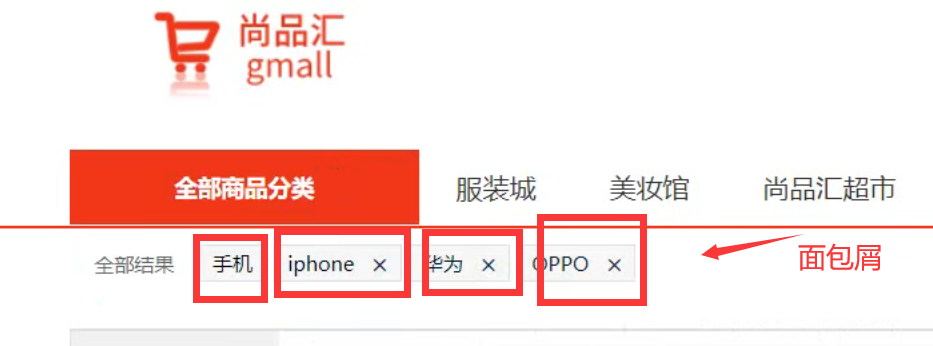 尚品汇
gmall
全部商品分类 服装城 美妆馆 尚品汇超市
全部结果 手机 iphone × 华为 × OPPO × 面包屑